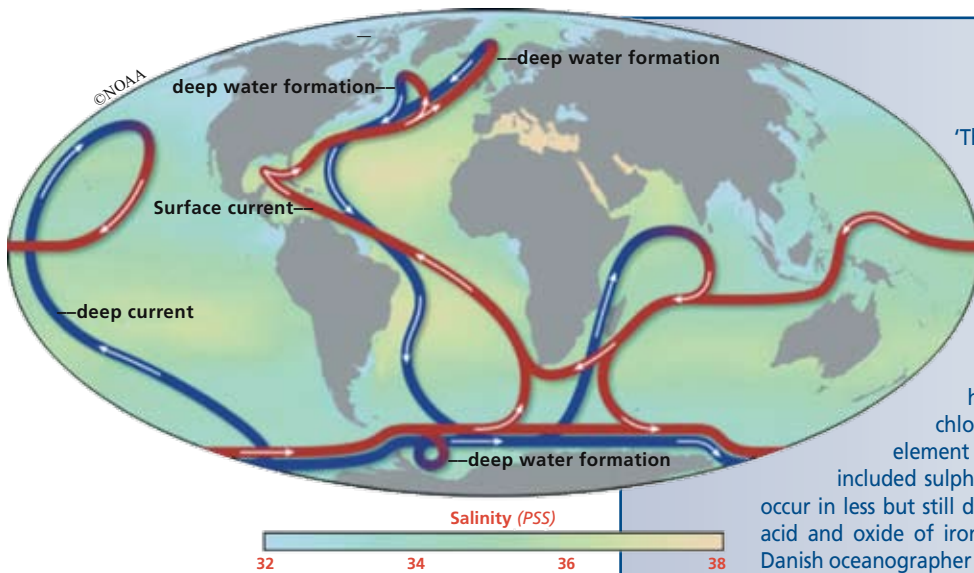 ©NOAA
deep water formation
deep water formation
Surface current
deep current
deep water formation
Salinity (PSS)
32 34 36 38
'Th
h
chlo
element
included sulph
occur in less but still d
acid and oxide of iron
Danish oceanographer